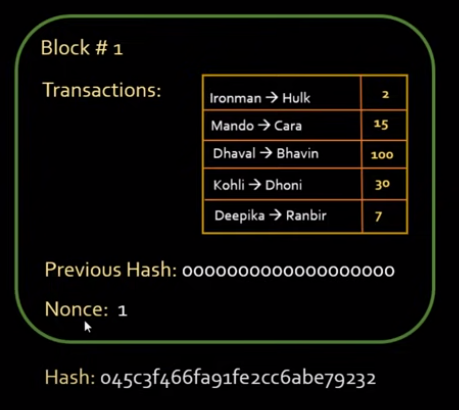 Block # 1
Transactions:
Ironman → Hulk 2
Mando → Cara 15
Dhaval → Bhavin 100
Kohli → Dhoni 30
Deepika → Ranbir 7
Previous Hash: 0000000000000000000
Nonce: 1
Hash: 045c3f466fa91fe2cc6abe79232